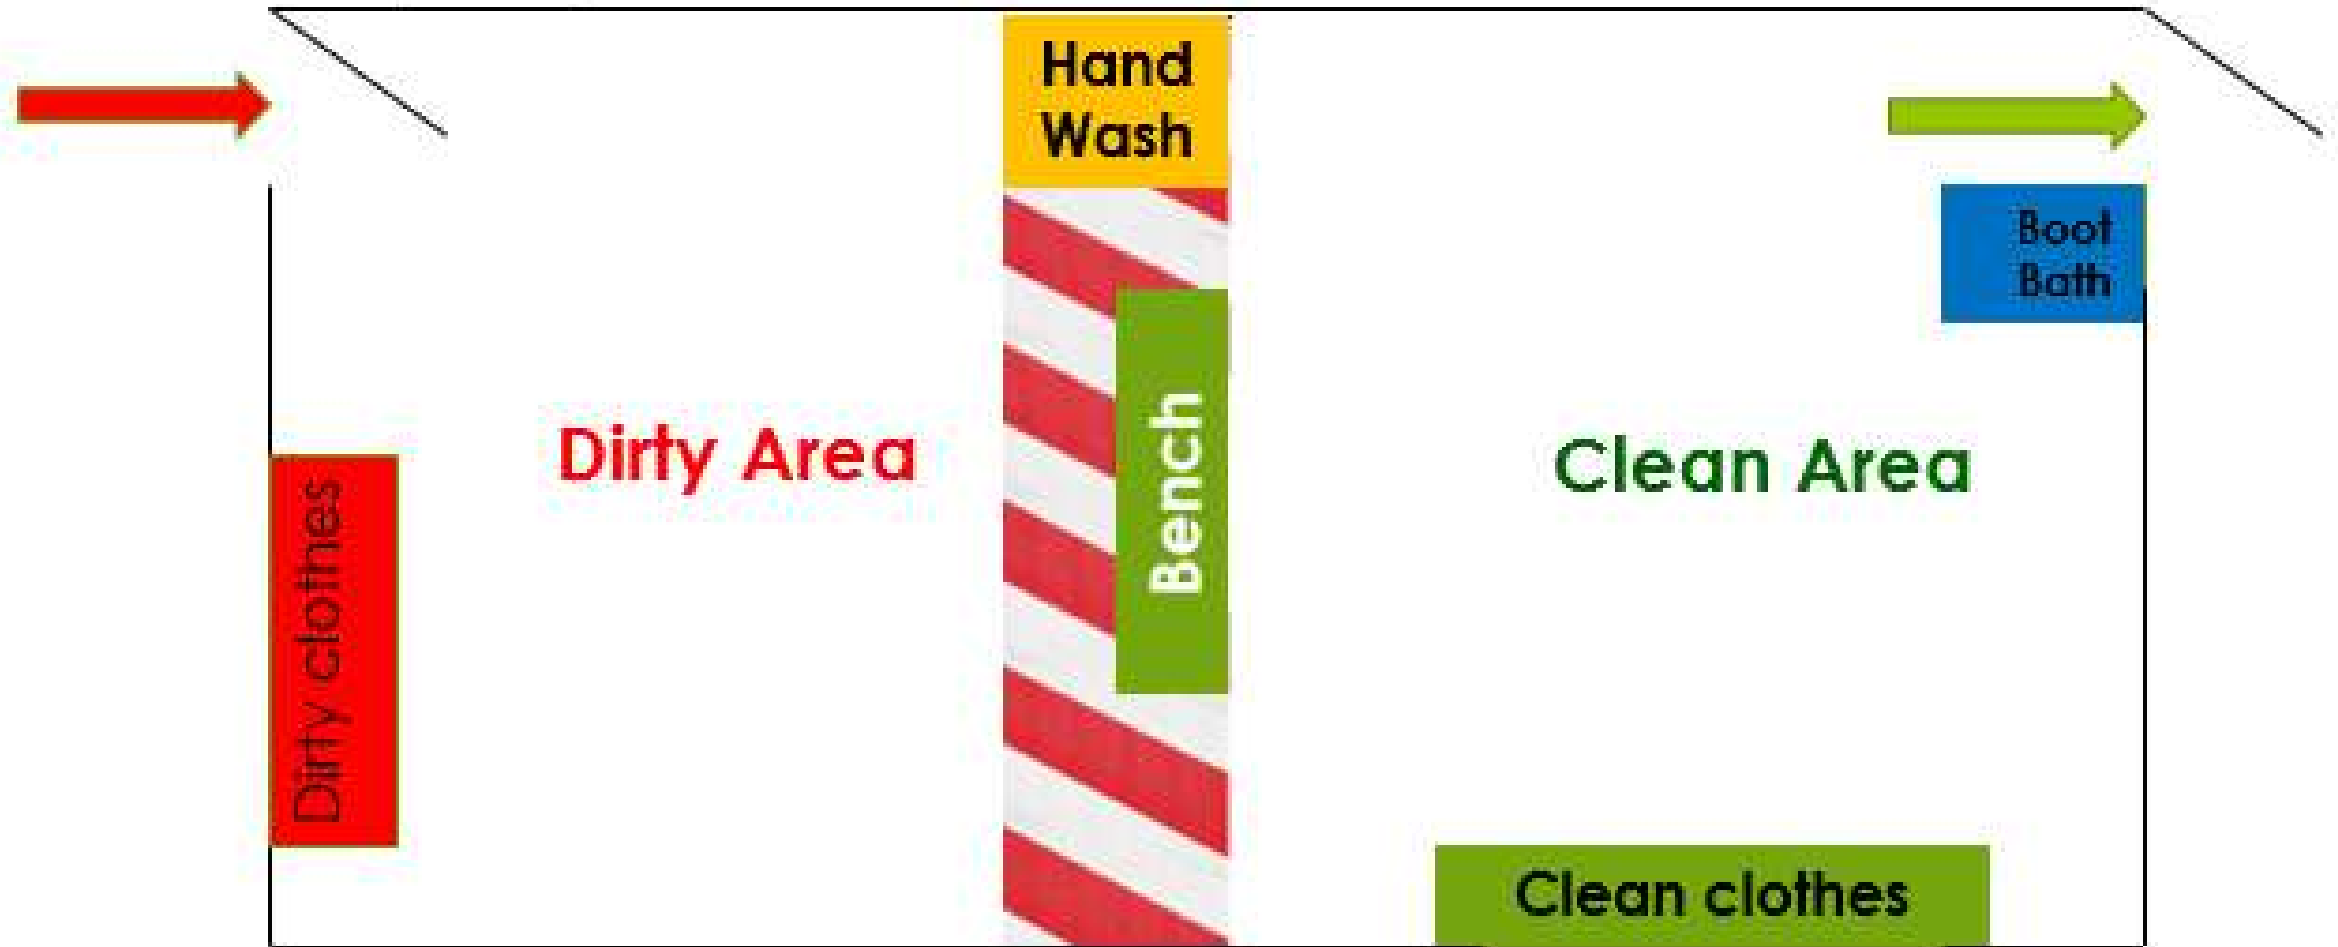 Hand
Wash
Boot
Bath
Dirty Area
Bench
Clean Area
Dirty clothes
Clean clothes